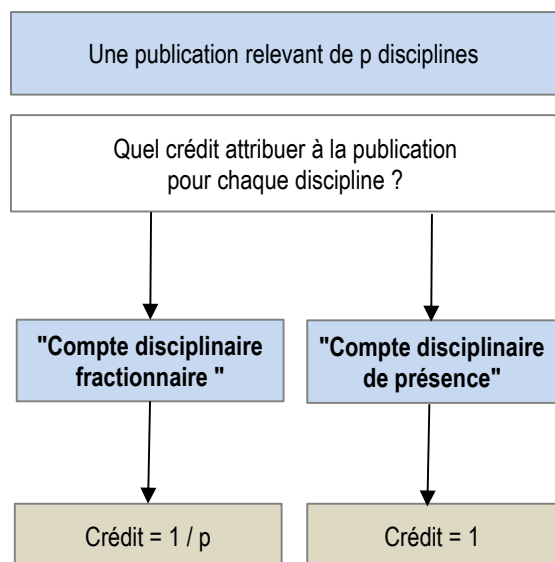 Une publication relevant de p disciplines
Quel crédit attribuer à la publication
pour chaque discipline ?
"Compte disciplinaire
fractionnaire "
"Compte disciplinaire
de présence"
Crédit = 1 / p
Crédit = 1